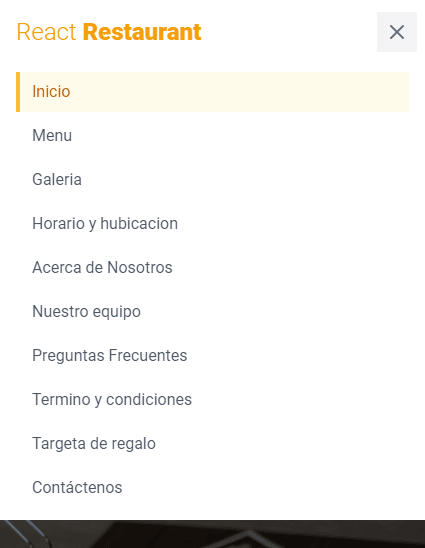 React Restaurant
Inicio
Menu
Galeria
Horario y hubicacion
Acerca de Nosotros
Nuestro equipo
Preguntas Frecuentes
Termino y condiciones
Targeta de regalo
Contáctenos